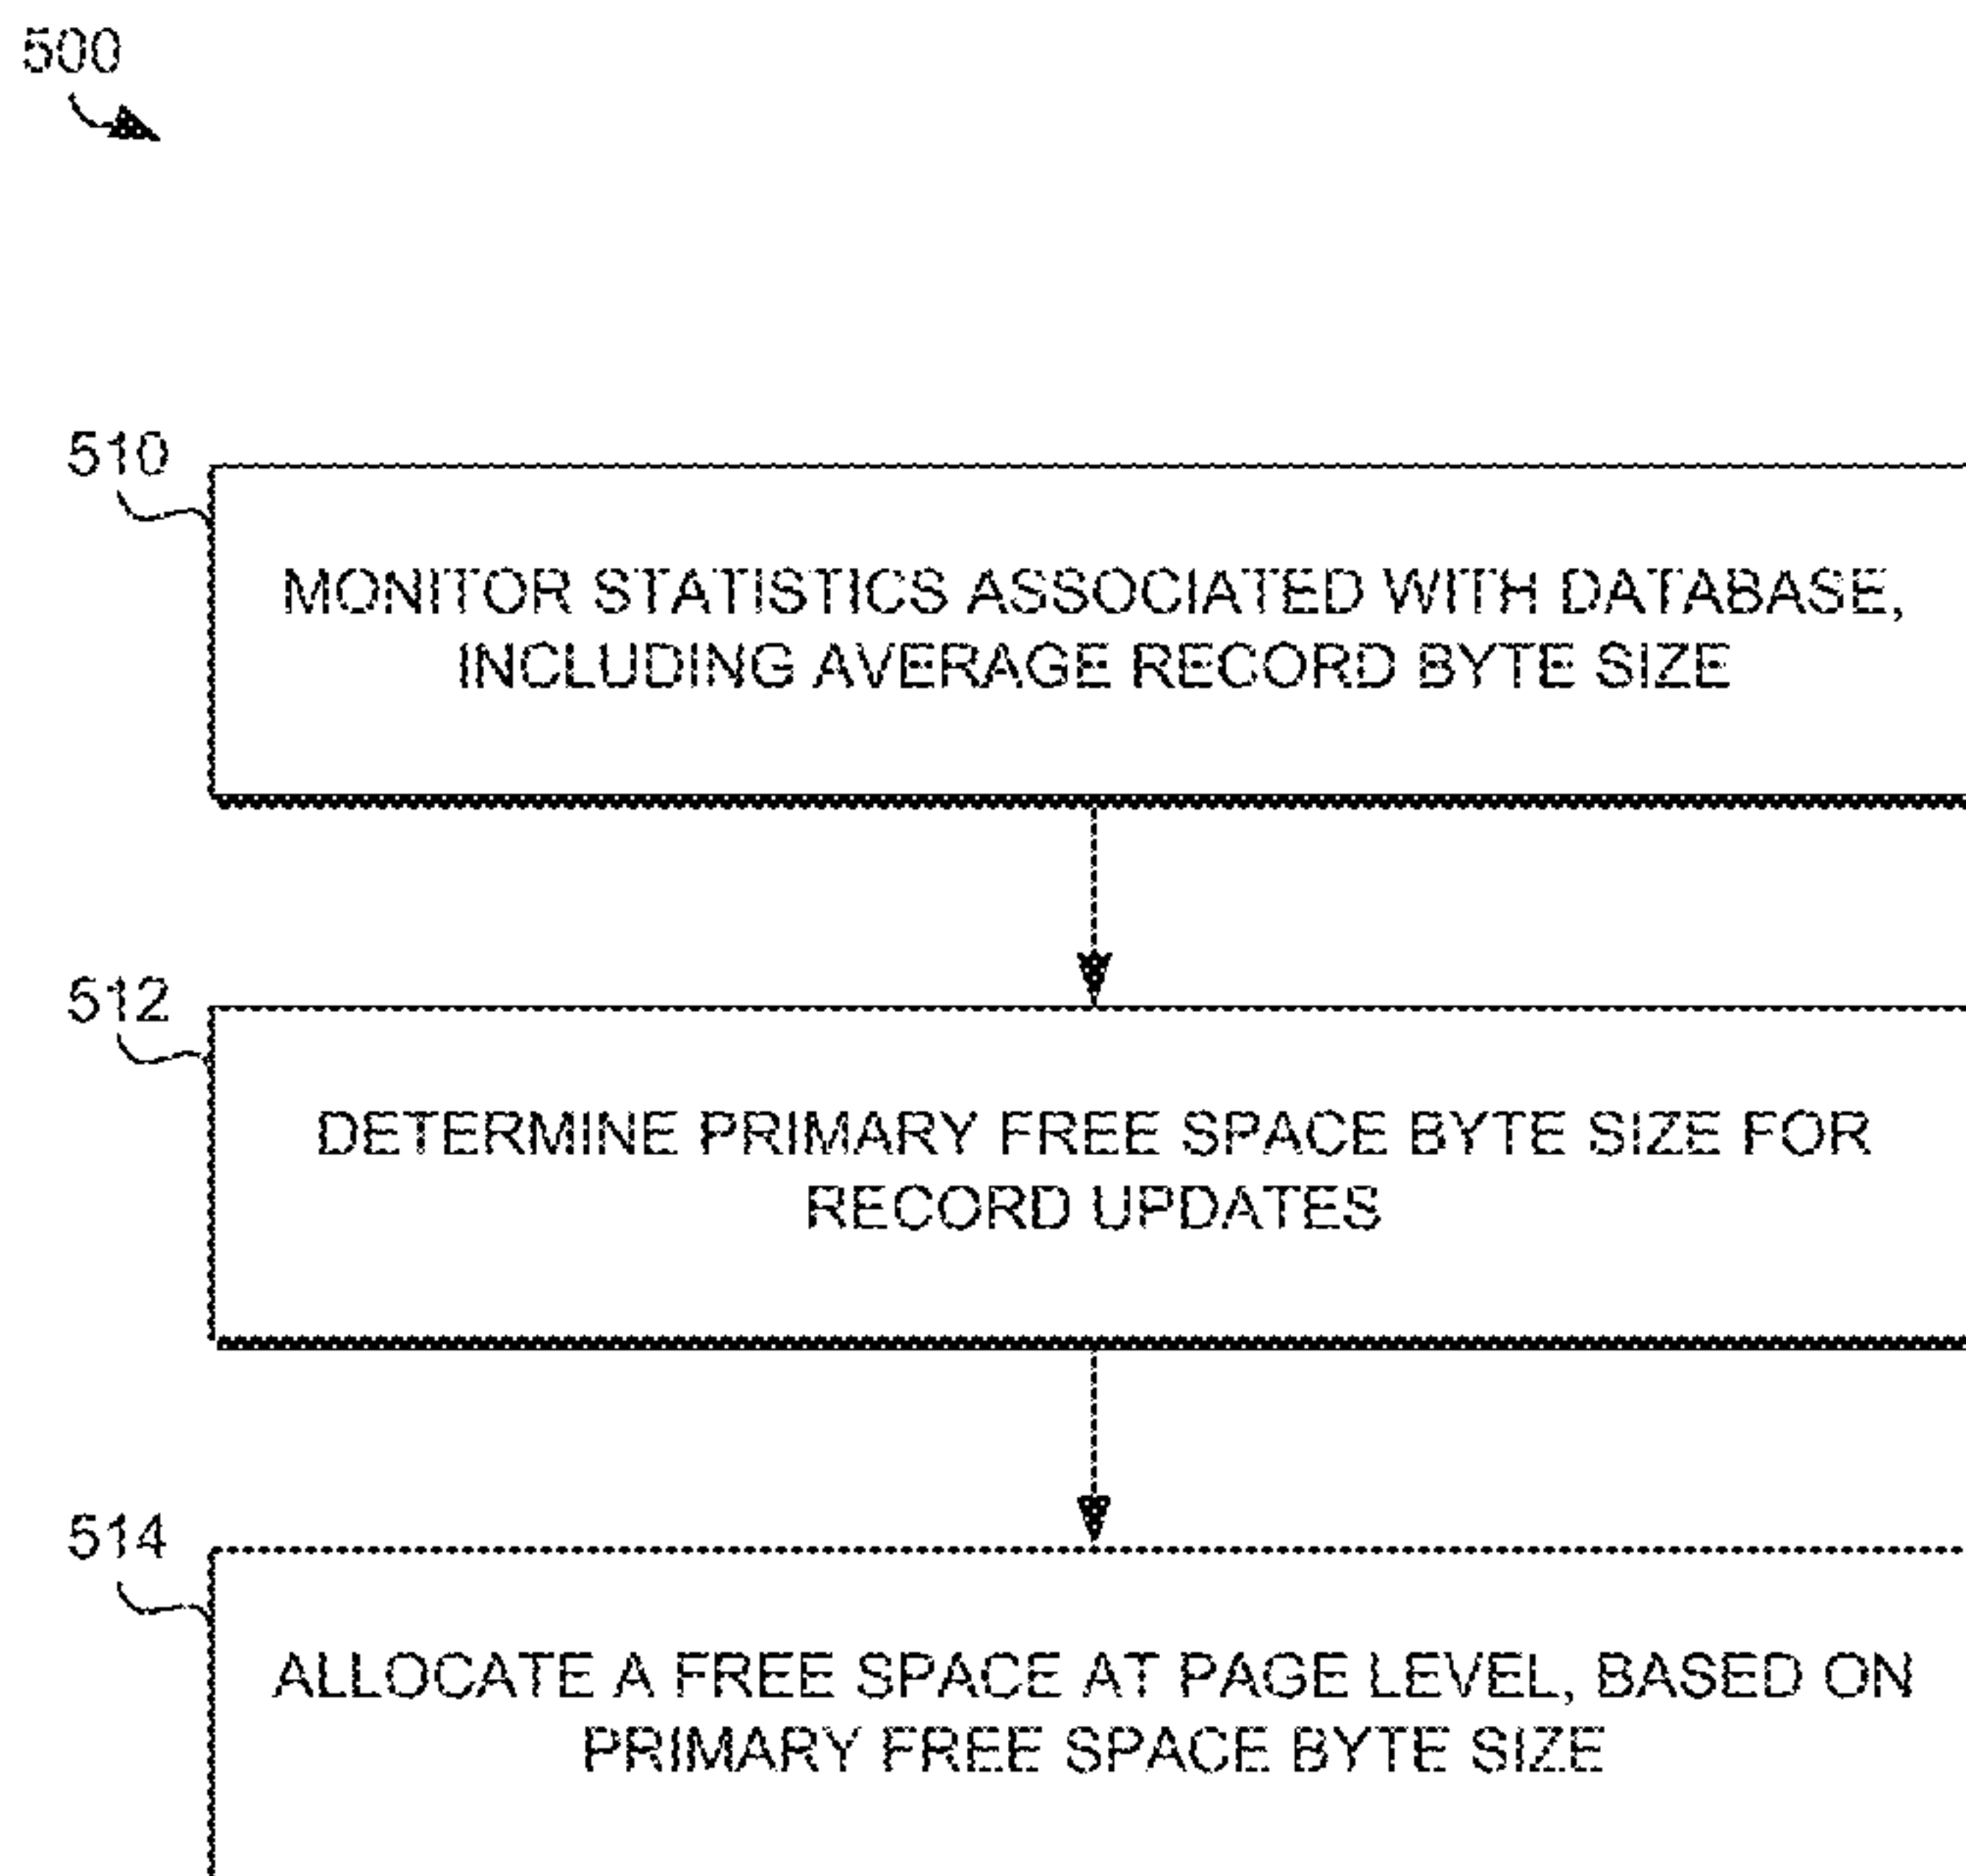 500
510
MONITOR STATISTICS ASSOCIATED WITH DATABASE,
INCLUDING AVERAGE RECORD BYTE SIZE
512
DETERMINE PRIMARY FREE SPACE BYTE SIZE FOR
RECORD UPDATES
514
ALLOCATE A FREE SPACE AT PAGE LEVEL, BASED ON
PRIMARY FREE SPACE BYTE SIZE